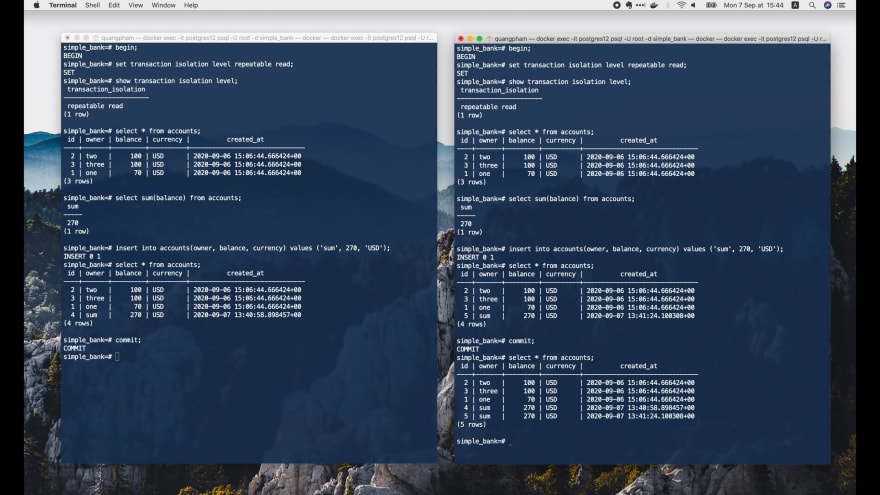 Terminal Shell Edit View Window Help
Mon 7 Sep at 15:44
quangpham — docker exec -it postgres12 psql -U root -d simple_bank — docker — docker exec -it postgres12 psql -U r...
simple_bank=# begin;
BEGIN
simple_bank=# set transaction isolation level repeatable read;
SET
simple_bank=# show transaction isolation level;
transaction_isolation
-----------------------
repeatable read
(1 row)
simple_bank=# select * from accounts;
id | owner | balance | currency | created_at
----+-------+---------+----------+-------------------------------
2 | two | 100 | USD | 2020-09-06 15:06:44.666424+00
3 | three | 100 | USD | 2020-09-06 15:06:44.666424+00
1 | one | 70 | USD | 2020-09-06 15:06:44.666424+00
(3 rows)
simple_bank=# select sum(balance) from accounts;
sum
-----
270
(1 row)
simple_bank=# insert into accounts(owner, balance, currency) values ('sum', 270, 'USD');
INSERT 0 1
simple_bank=# select * from accounts;
id | owner | balance | currency | created_at
----+-------+---------+----------+-------------------------------
2 | two | 100 | USD | 2020-09-06 15:06:44.666424+00
3 | three | 100 | USD | 2020-09-06 15:06:44.666424+00
1 | one | 70 | USD | 2020-09-06 15:06:44.666424+00
4 | sum | 270 | USD | 2020-09-07 13:40:58.898457+00
(4 rows)
simple_bank=# commit;
COMMIT
simple_bank=#
quangpham — docker exec -it postgres12 psql -U root -d simple_bank — docker — docker exec -it postgres12 psql -U r...
simple_bank=# begin;
BEGIN
simple_bank=# set transaction isolation level repeatable read;
SET
simple_bank=# show transaction isolation level;
transaction_isolation
-----------------------
repeatable read
(1 row)
simple_bank=# select * from accounts;
id | owner | balance | currency | created_at
----+-------+---------+----------+-------------------------------
2 | two | 100 | USD | 2020-09-06 15:06:44.666424+00
3 | three | 100 | USD | 2020-09-06 15:06:44.666424+00
1 | one | 70 | USD | 2020-09-06 15:06:44.666424+00
(3 rows)
simple_bank=# select sum(balance) from accounts;
sum
-----
270
(1 row)
simple_bank=# insert into accounts(owner, balance, currency) values ('sum', 270, 'USD');
INSERT 0 1
simple_bank=# select * from accounts;
id | owner | balance | currency | created_at
----+-------+---------+----------+-------------------------------
2 | two | 100 | USD | 2020-09-06 15:06:44.666424+00
3 | three | 100 | USD | 2020-09-06 15:06:44.666424+00
1 | one | 70 | USD | 2020-09-06 15:06:44.666424+00
5 | sum | 270 | USD | 2020-09-07 13:41:24.100308+00
(4 rows)
simple_bank=# commit;
COMMIT
simple_bank=# select * from accounts;
id | owner | balance | currency | created_at
----+-------+---------+----------+-------------------------------
2 | two | 100 | USD | 2020-09-06 15:06:44.666424+00
3 | three | 100 | USD | 2020-09-06 15:06:44.666424+00
1 | one | 70 | USD | 2020-09-06 15:06:44.666424+00
4 | sum | 270 | USD | 2020-09-07 13:40:58.898457+00
5 | sum | 270 | USD | 2020-09-07 13:41:24.100308+00
(5 rows)
simple_bank=#